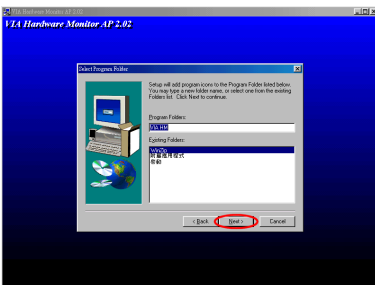 VIA Hardware Monitor AP 2.02
VIA Hardware Monitor AP 2.02
Select Program Folder
Setup will add program icons to the Program Folder listed below.
You may type a new folder name, or select one from the existing
Folders list. Click Next to continue.
Program Folders:
VIA HM
Existing Folders:
WinZip
附屬應用程式
啟動
< Back
Next >
Cancel